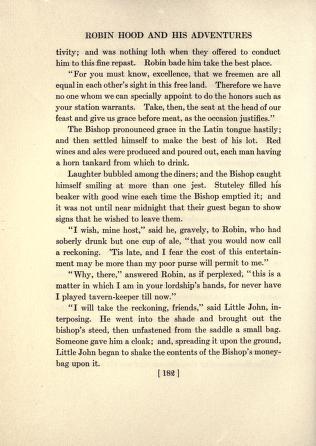 ROBIN HOOD AND HIS ADVENTURES
tivity; and was nothing loth when they offered to conduct
him to this fine repast. Robin bade him take the best place.
"For you must know, excellence, that we freemen are all
equal in each other's sight in this free land. Therefore we have
no one whom we can specially appoint to do the honors such as
your station warrants. Take, then, the seat at the head of our
feast and give us grace before meat, as the occasion justifies."
The Bishop pronounced grace in the Latin tongue hastily;
and then settled himself to make the best of his lot. Red
wines and ales were produced and poured out, each man having
a horn tankard from which to drink.
Laughter bubbled among the diners; and the Bishop caught
himself smiling at more than one jest. Stuteley filled his
beaker with good wine each time the Bishop emptied it; and
it was not until near midnight that their guest began to show
signs that he wished to leave them.
"I wish, mine host," said he, gravely, to Robin, who had
soberly drunk but one cup of ale, "that you would now call
a reckoning. 'Tis late, and I fear the cost of this entertain-
ment may be more than my poor purse will permit to me."
"Why, there," answered Robin, as if perplexed, "this is a
matter in which I am in your lordship's hands, for never have
I played tavern-keeper till now."
"I will take the reckoning, friends," said Little John, in-
terposing. He went into the shade and brought out the
bishop's steed, then unfastened from the saddle a small bag.
Someone gave him a cloak; and, spreading it upon the ground,
Little John began to shake the contents of the Bishop's money-
bag upon it.
[ 182 ]